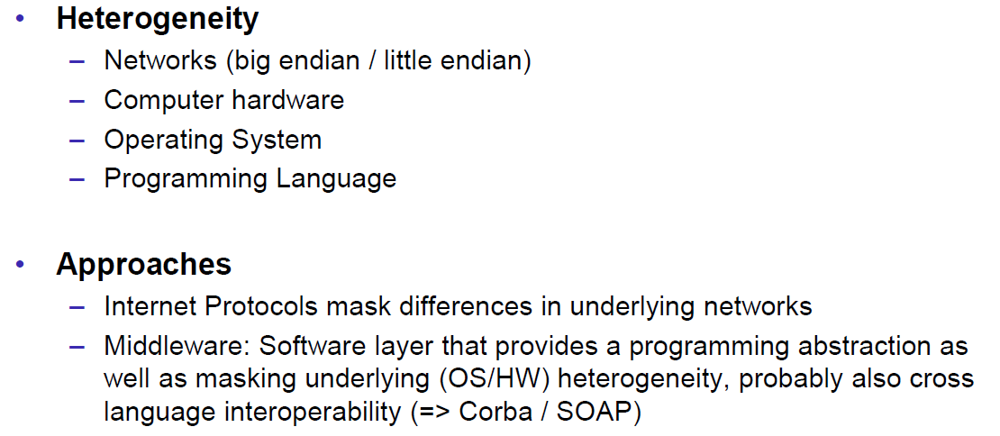 • Heterogeneity
– Networks (big endian / little endian)
– Computer hardware
– Operating System
– Programming Language
• Approaches
– Internet Protocols mask differences in underlying networks
– Middleware: Software layer that provides a programming abstraction as
well as masking underlying (OS/HW) heterogeneity, probably also cross
language interoperability (=> Corba / SOAP)